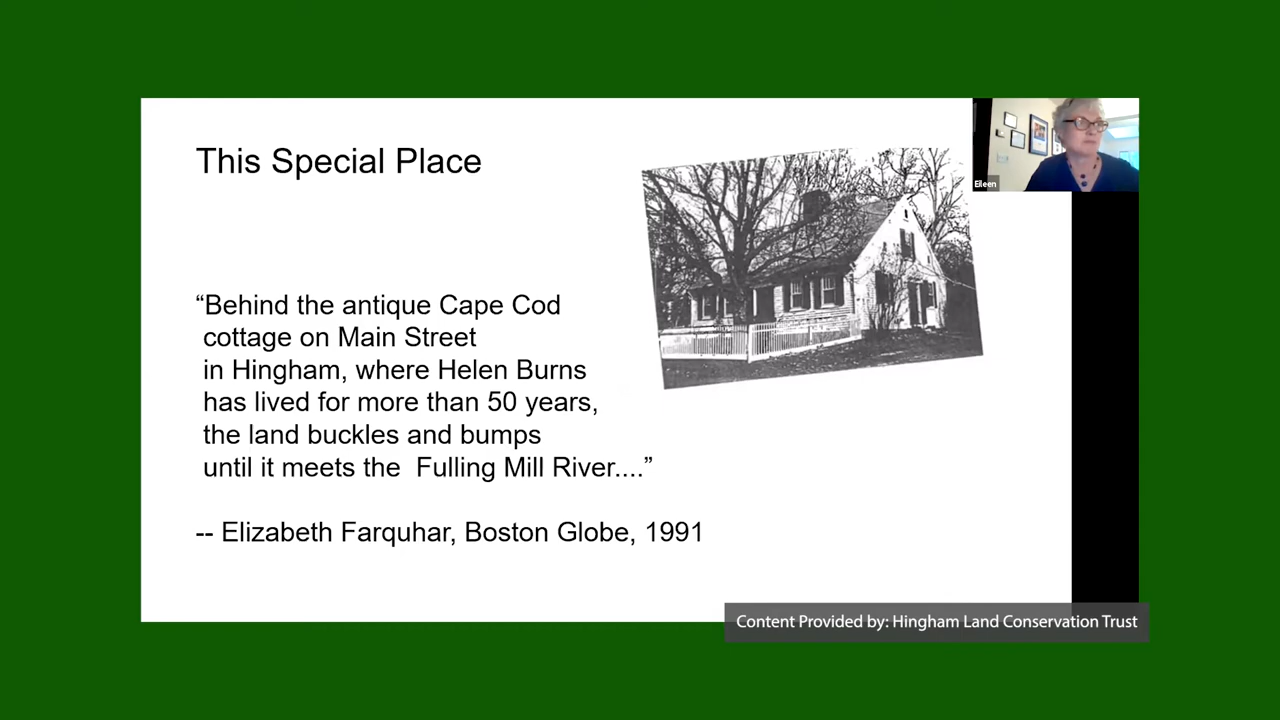 This Special Place
Eileen
“Behind the antique Cape Cod
cottage on Main Street
in Hingham, where Helen Burns
has lived for more than 50 years,
the land buckles and bumps
until it meets the  Fulling Mill River....”
-- Elizabeth Farquhar, Boston Globe, 1991
Content Provided by: Hingham Land Conservation Trust